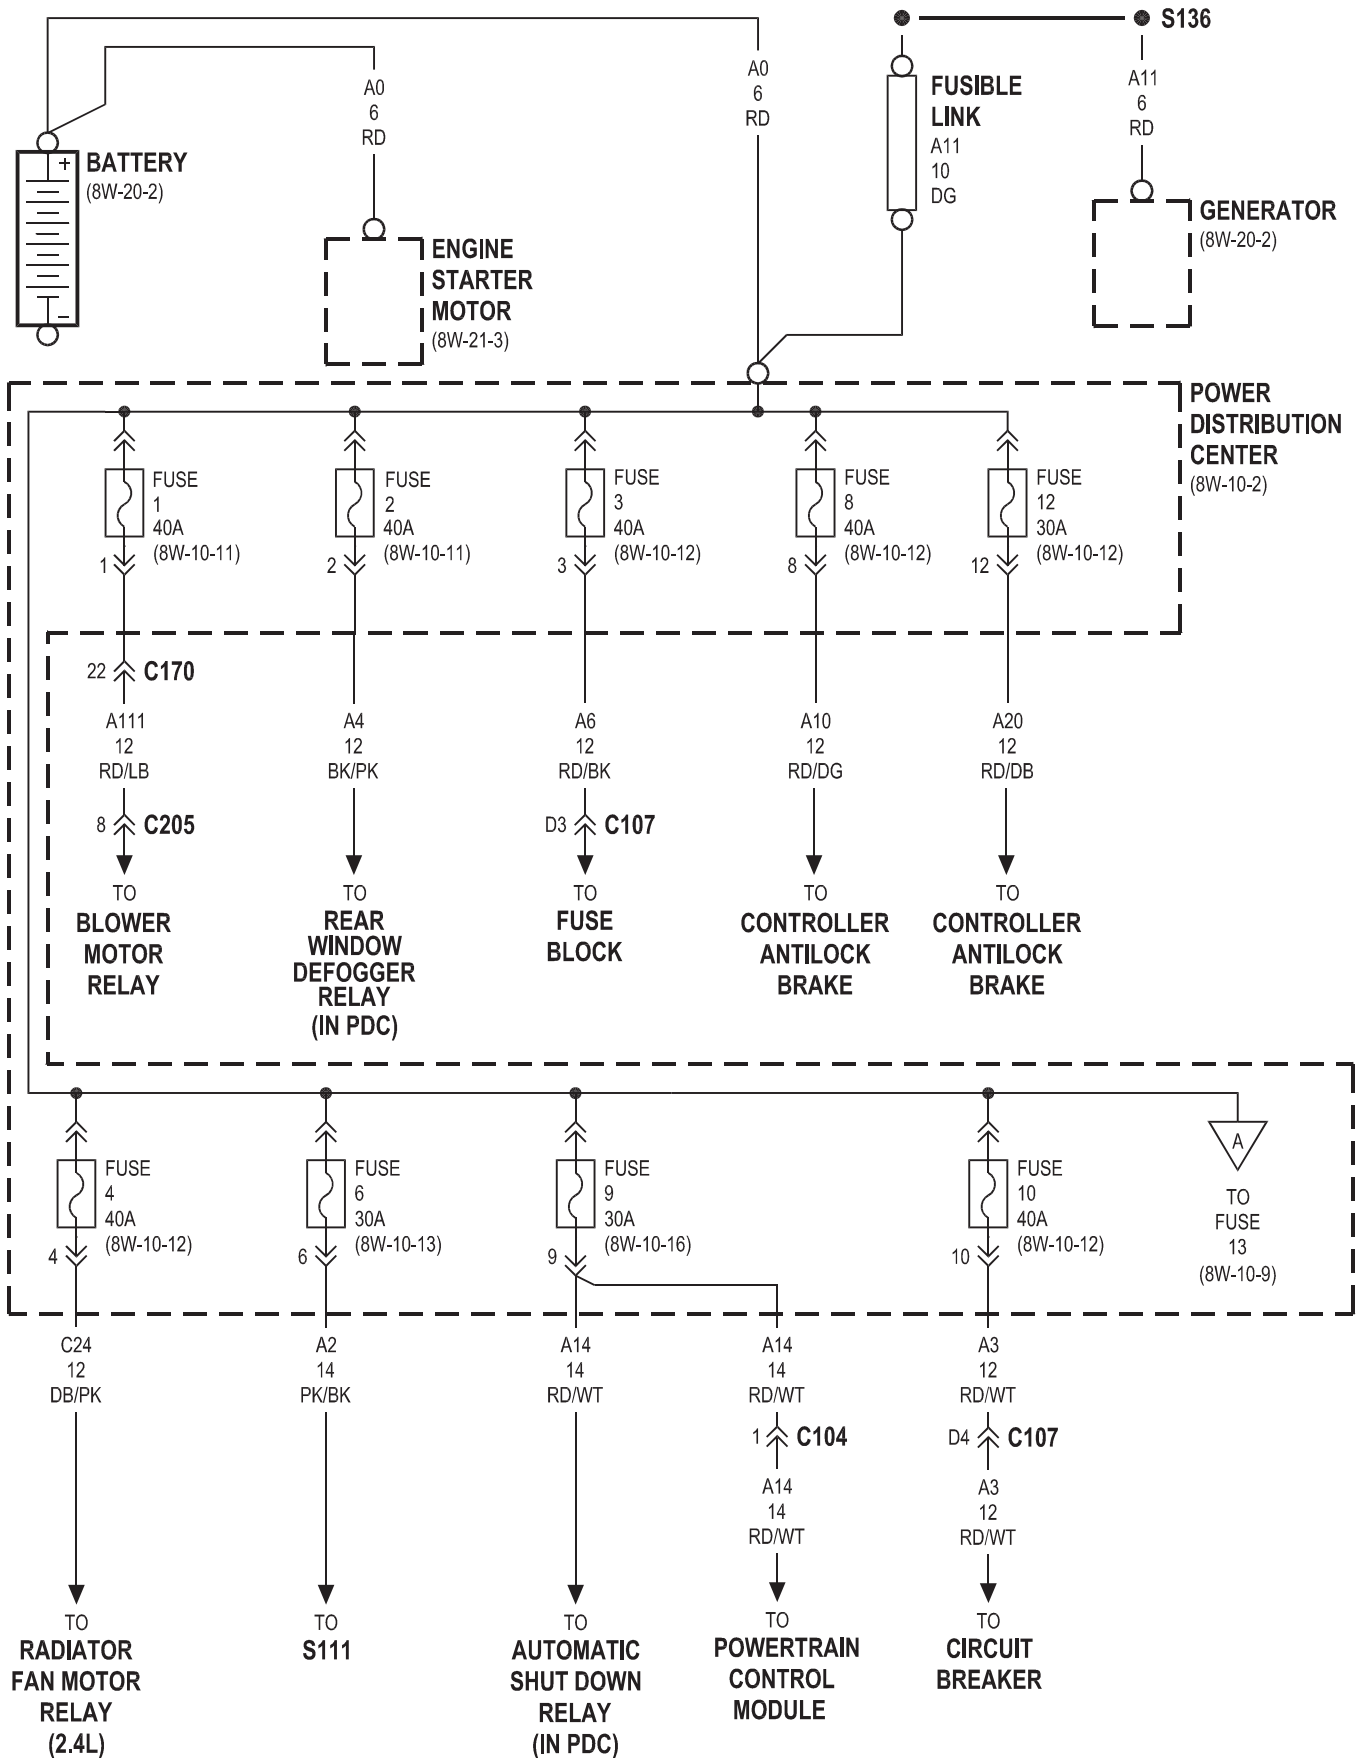 S136
A0
6
RD
A0
6
RD
FUSIBLE
LINK
A11
10
DG
A11
6
RD
+
BATTERY
(8W-20-2)
–
ENGINE
STARTER
MOTOR
(8W-21-3)
GENERATOR
(8W-20-2)
POWER
DISTRIBUTION
CENTER
(8W-10-2)
FUSE
1
40A
(8W-10-11)
1
FUSE
2
40A
(8W-10-11)
2
FUSE
3
40A
(8W-10-12)
3
FUSE
8
40A
(8W-10-12)
8
FUSE
12
30A
(8W-10-12)
12
22 C170
A111
12
RD/LB
8 C205
TO
BLOWER
MOTOR
RELAY
A4
12
BK/PK
TO
REAR
WINDOW
DEFOGGER
RELAY
(IN PDC)
A6
12
RD/BK
D3 C107
TO
FUSE
BLOCK
A10
12
RD/DG
TO
CONTROLLER
ANTILOCK
BRAKE
A20
12
RD/DB
TO
CONTROLLER
ANTILOCK
BRAKE
FUSE
4
40A
(8W-10-12)
4
FUSE
6
30A
(8W-10-13)
6
FUSE
9
30A
(8W-10-16)
9
FUSE
10
40A
(8W-10-12)
10
A
TO
FUSE
13
(8W-10-9)
C24
12
DB/PK
TO
RADIATOR
FAN MOTOR
RELAY
(2.4L)
A2
14
PK/BK
TO
S111
A14
14
RD/WT
TO
AUTOMATIC
SHUT DOWN
RELAY
(IN PDC)
A14
14
RD/WT
1 C104
A14
14
RD/WT
TO
POWERTRAIN
CONTROL
MODULE
A3
12
RD/WT
D4 C107
A3
12
RD/WT
TO
CIRCUIT
BREAKER